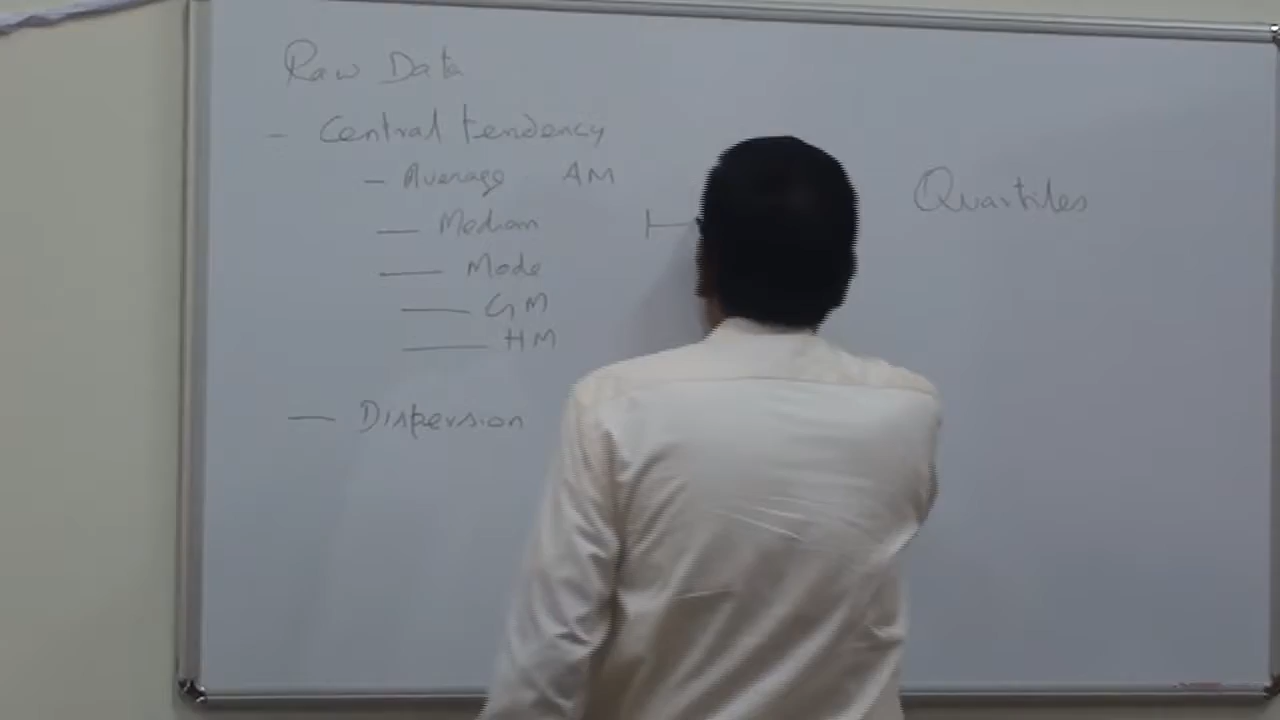 Raw Data
- Central tendency
- Average AM
— Median
— Mode
— GM
— HM
— Dispersion
Quartiles